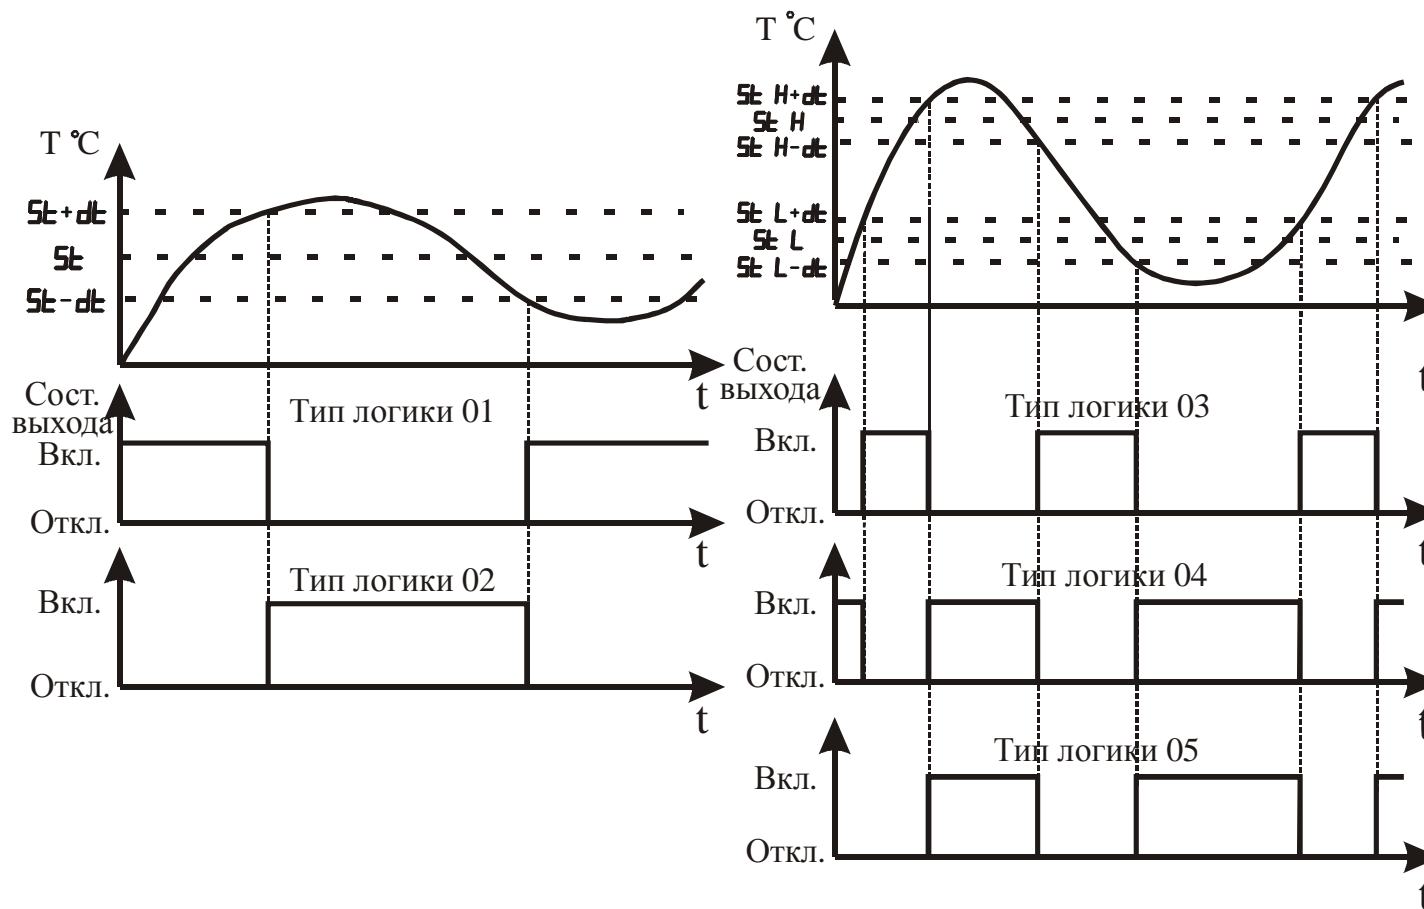 T °C
St+dt
St
St-dt
t
Сост.
выхода
Тип логики 01
Вкл.
Откл.
t
Тип логики 02
Вкл.
Откл.
t
T °C
St H+dt
St H
St H-dt
St L+dt
St L
St L-dt
t
Сост.
выхода
Тип логики 03
Вкл.
Откл.
t
Тип логики 04
Вкл.
Откл.
t
Тип логики 05
Вкл.
Откл.
t